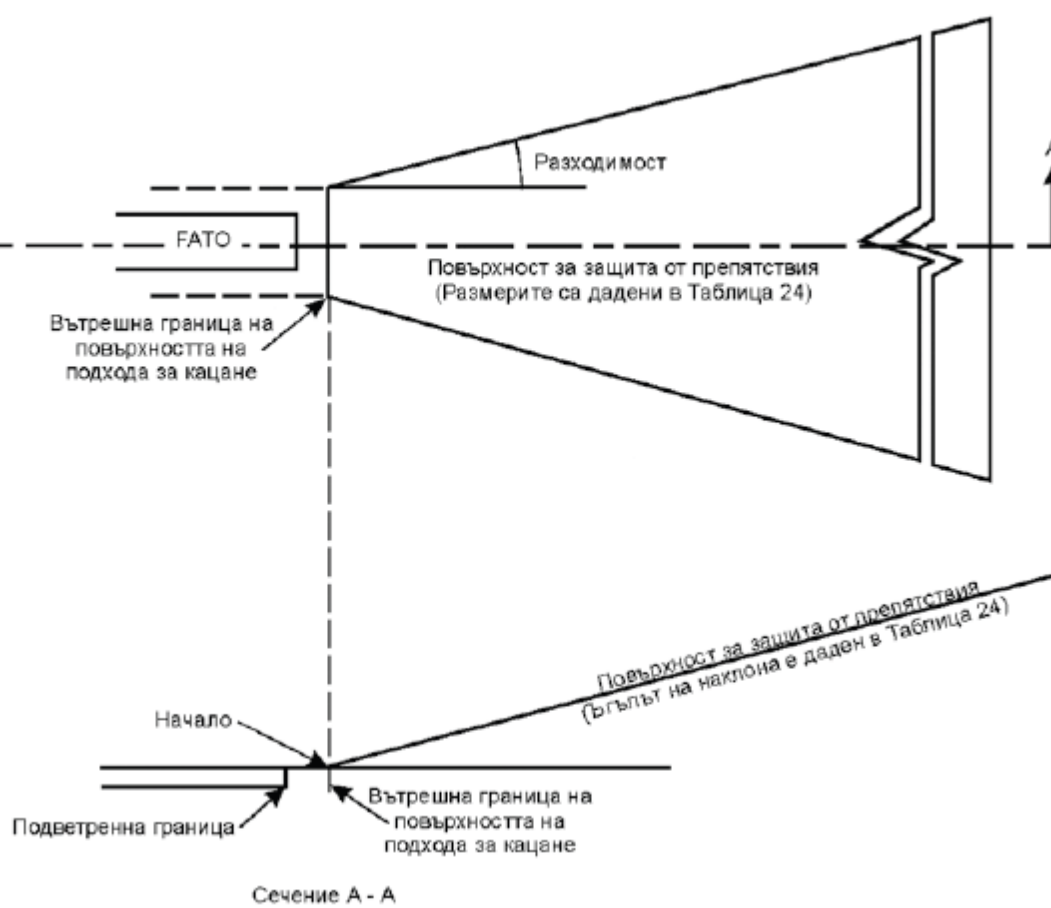 Разходимост
FATO
Повърхност за защита от препятствия
(Размерите са дадени в Таблица 24)
Вътрешна граница на
повърхността на
подхода за кацане
Повърхност за защита от препятствия
(Ъгълът на наклона е даден в Таблица 24)
Начало
Вътрешна граница на
повърхността на
подхода за кацане
Подветренна граница
Сечение А - А